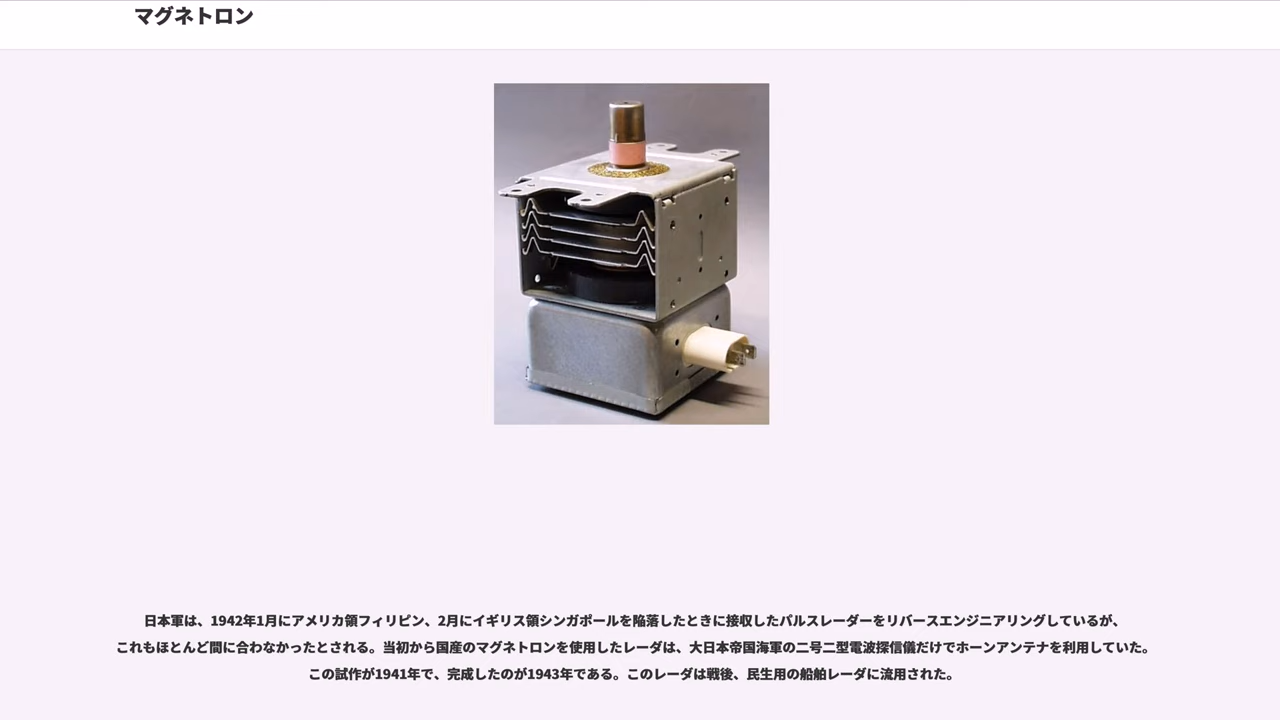 マグネトロン
日本軍は、1942年1月にアメリカ領フィリピン、2月にイギリス領シンガポールを陥落したときに接収したパルスレーダーをリバースエンジニアリングしているが、
これもほとんど間に合わなかったとされる。当初から国産のマグネトロンを使用したレーダは、大日本帝国海軍の二号二型電波探信儀だけでホーンアンテナを利用していた。
この試作が1941年で、完成したのが1943年である。このレーダは戦後、民生用の船舶レーダに流用された。